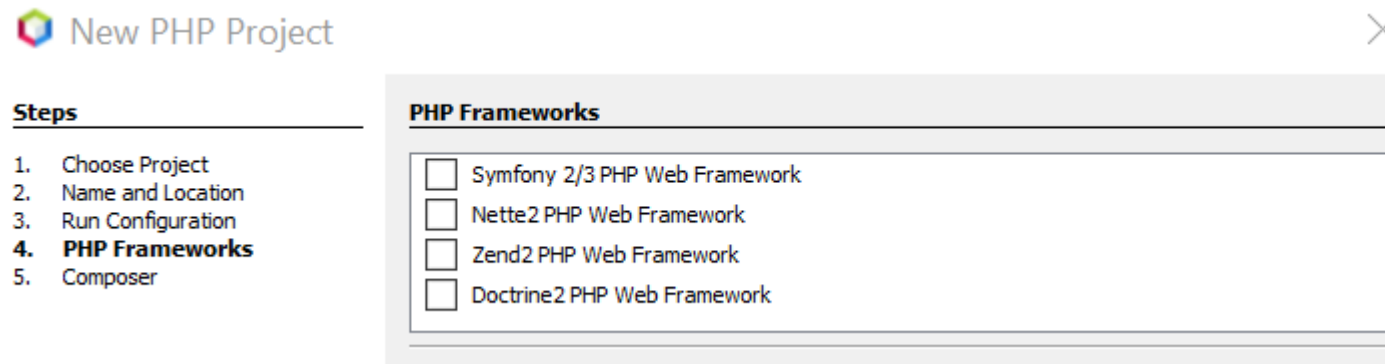 New PHP Project
Steps
1. Choose Project
2. Name and Location
3. Run Configuration
4. PHP Frameworks
5. Composer
PHP Frameworks
Symfony 2/3 PHP Web Framework
Nette2 PHP Web Framework
Zend2 PHP Web Framework
Doctrine2 PHP Web Framework